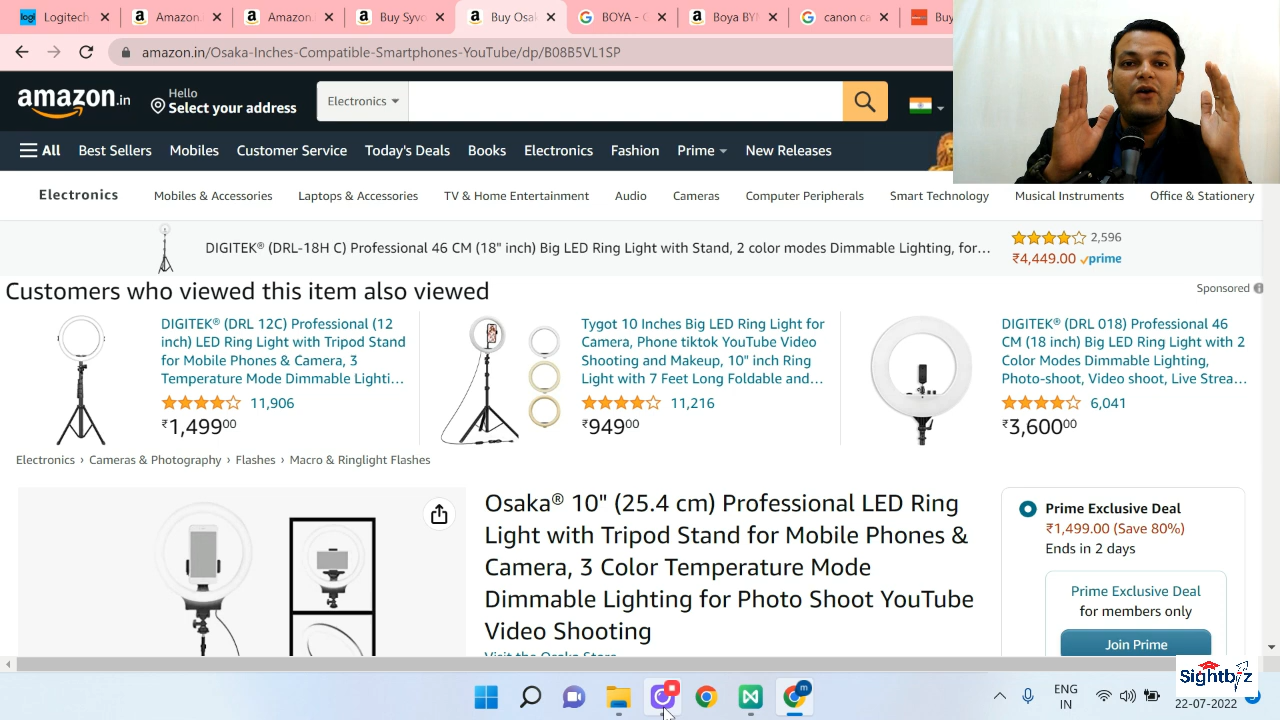 Logitech
Amazon.
Amazon.
Buy Syv
Buy Osa
BOYA - G
Boya BYN
canon ca
Buy
amazon.in/Osaka-Inches-Compatible-Smartphones-YouTube/dp/B08B5VL1SP
amazon.in
Hello
Select your address
Electronics
All Best Sellers Mobiles Customer Service Today's Deals Books Electronics Fashion Prime New Releases
Electronics Mobiles & Accessories Laptops & Accessories TV & Home Entertainment Audio Cameras Computer Peripherals Smart Technology Musical Instruments Office & Stationery
DIGITEK® (DRL-18H C) Professional 46 CM (18" inch) Big LED Ring Light with Stand, 2 color modes Dimmable Lighting, for…
2,596
₹4,449.00 prime
Customers who viewed this item also viewed
Sponsored
DIGITEK® (DRL 12C) Professional (12
inch) LED Ring Light with Tripod Stand
for Mobile Phones & Camera, 3
Temperature Mode Dimmable Lighti…
11,906
₹1,499.00
Tygot 10 Inches Big LED Ring Light for
Camera, Phone tiktok YouTube Video
Shooting and Makeup, 10" inch Ring
Light with 7 Feet Long Foldable and…
11,216
₹949.00
DIGITEK® (DRL 018) Professional 46
CM (18 inch) Big LED Ring Light with 2
Color Modes Dimmable Lighting,
Photo-shoot, Video shoot, Live Strea…
6,041
₹3,600.00
Electronics › Cameras & Photography › Flashes › Macro & Ringlight Flashes
Osaka® 10" (25.4 cm) Professional LED Ring
Light with Tripod Stand for Mobile Phones &
Camera, 3 Color Temperature Mode
Dimmable Lighting for Photo Shoot YouTube
Video Shooting
Visit the Osaka Store
Prime Exclusive Deal
₹1,499.00 (Save 80%)
Ends in 2 days
Prime Exclusive Deal
for members only
Join Prime
Sightbiz
m
ENG
IN
22-07-2022